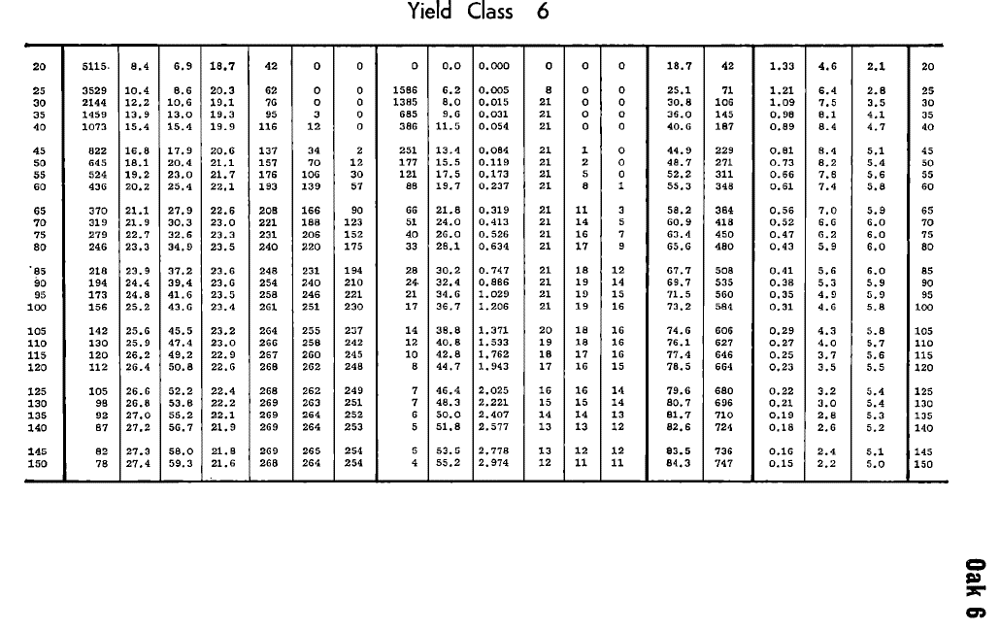 Yield Class 6
20 5115. 8.4 6.9 18.7 42 0 0 0 0.0 0.000 0 0 0 18.7 42 1.33 4.6 2.1 20
25 3529 10.4 8.6 20.3 62 0 0 1586 6.2 0.005 8 0 0 25.1 71 1.21 6.4 2.8 25
30 2144 12.2 10.6 19.1 76 0 0 1385 8.0 0.015 21 0 0 30.8 106 1.09 7.5 3.5 30
35 1459 13.9 13.0 19.3 95 3 0 685 9.6 0.031 21 0 0 36.0 145 0.98 8.1 4.1 35
40 1073 15.4 15.4 19.9 116 12 0 386 11.5 0.054 21 0 0 40.6 187 0.89 8.4 4.7 40
45 822 16.8 17.9 20.6 137 34 2 251 13.4 0.084 21 1 0 44.9 229 0.81 8.4 5.1 45
50 645 18.1 20.4 21.1 157 70 12 177 15.5 0.119 21 2 0 48.7 271 0.73 8.2 5.4 50
55 524 19.2 23.0 21.7 176 106 30 121 17.5 0.173 21 5 0 52.2 311 0.66 7.8 5.6 55
60 436 20.2 25.4 22.1 193 139 57 88 19.7 0.237 21 8 1 55.3 348 0.61 7.4 5.8 60
65 370 21.1 27.9 22.6 208 166 90 66 21.8 0.319 21 11 3 58.2 384 0.56 7.0 5.9 65
70 319 21.9 30.3 23.0 221 188 123 51 24.0 0.413 21 14 5 60.9 418 0.52 6.6 6.0 70
75 279 22.7 32.6 23.3 231 206 152 40 26.0 0.526 21 16 7 63.4 450 0.47 6.2 6.0 75
80 246 23.3 34.9 23.5 240 220 175 33 28.1 0.634 21 17 9 65.6 480 0.43 5.9 6.0 80
85 218 23.9 37.2 23.6 248 231 194 28 30.2 0.747 21 18 12 67.7 508 0.41 5.6 6.0 85
90 194 24.4 39.4 23.6 254 240 210 24 32.4 0.886 21 19 14 69.7 535 0.38 5.3 5.9 90
95 173 24.8 41.6 23.5 258 246 221 21 34.6 1.029 21 19 15 71.5 560 0.35 4.9 5.9 95
100 156 25.2 43.6 23.4 261 251 230 17 36.7 1.206 21 19 16 73.2 584 0.31 4.6 5.8 100
105 142 25.6 45.5 23.2 264 255 237 14 38.8 1.371 20 18 16 74.6 606 0.29 4.3 5.8 105
110 130 25.9 47.4 23.0 266 258 242 12 40.8 1.533 19 18 16 76.1 627 0.27 4.0 5.7 110
115 120 26.2 49.2 22.9 267 260 245 10 42.8 1.762 18 17 16 77.4 646 0.25 3.7 5.6 115
120 112 26.4 50.8 22.6 268 262 248 8 44.7 1.943 17 16 15 78.5 664 0.23 3.5 5.5 120
125 105 26.6 52.2 22.4 268 262 249 7 46.4 2.025 16 16 14 79.6 680 0.22 3.2 5.4 125
130 98 26.8 53.8 22.2 269 263 251 7 48.3 2.221 15 15 14 80.7 696 0.21 3.0 5.4 130
135 92 27.0 55.2 22.1 269 264 252 6 50.0 2.407 14 14 13 81.7 710 0.19 2.8 5.3 135
140 87 27.2 56.7 21.9 269 264 253 5 51.8 2.577 13 13 12 82.6 724 0.18 2.6 5.2 140
145 82 27.3 58.0 21.8 269 265 254 5 53.5 2.778 13 12 12 83.5 736 0.16 2.4 5.1 145
150 78 27.4 59.3 21.6 268 264 254 4 55.2 2.974 12 11 11 84.3 747 0.15 2.2 5.0 150
Oak 6